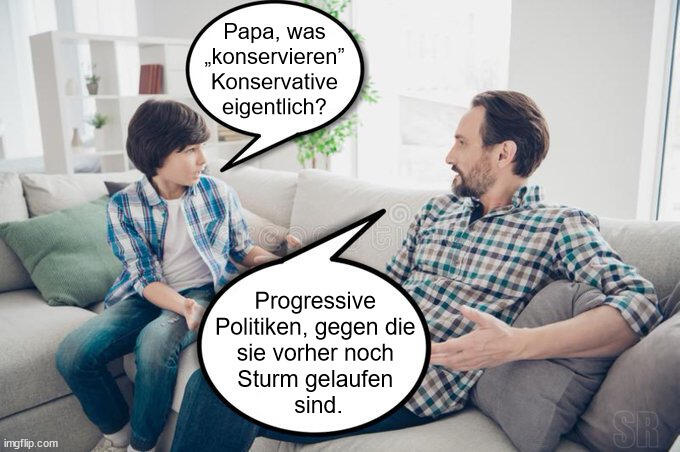 Papa, was
„konservieren”
Konservative
eigentlich?
Progressive
Politiken, gegen die
sie vorher noch
Sturm gelaufen
sind.
SR
imgflip.com